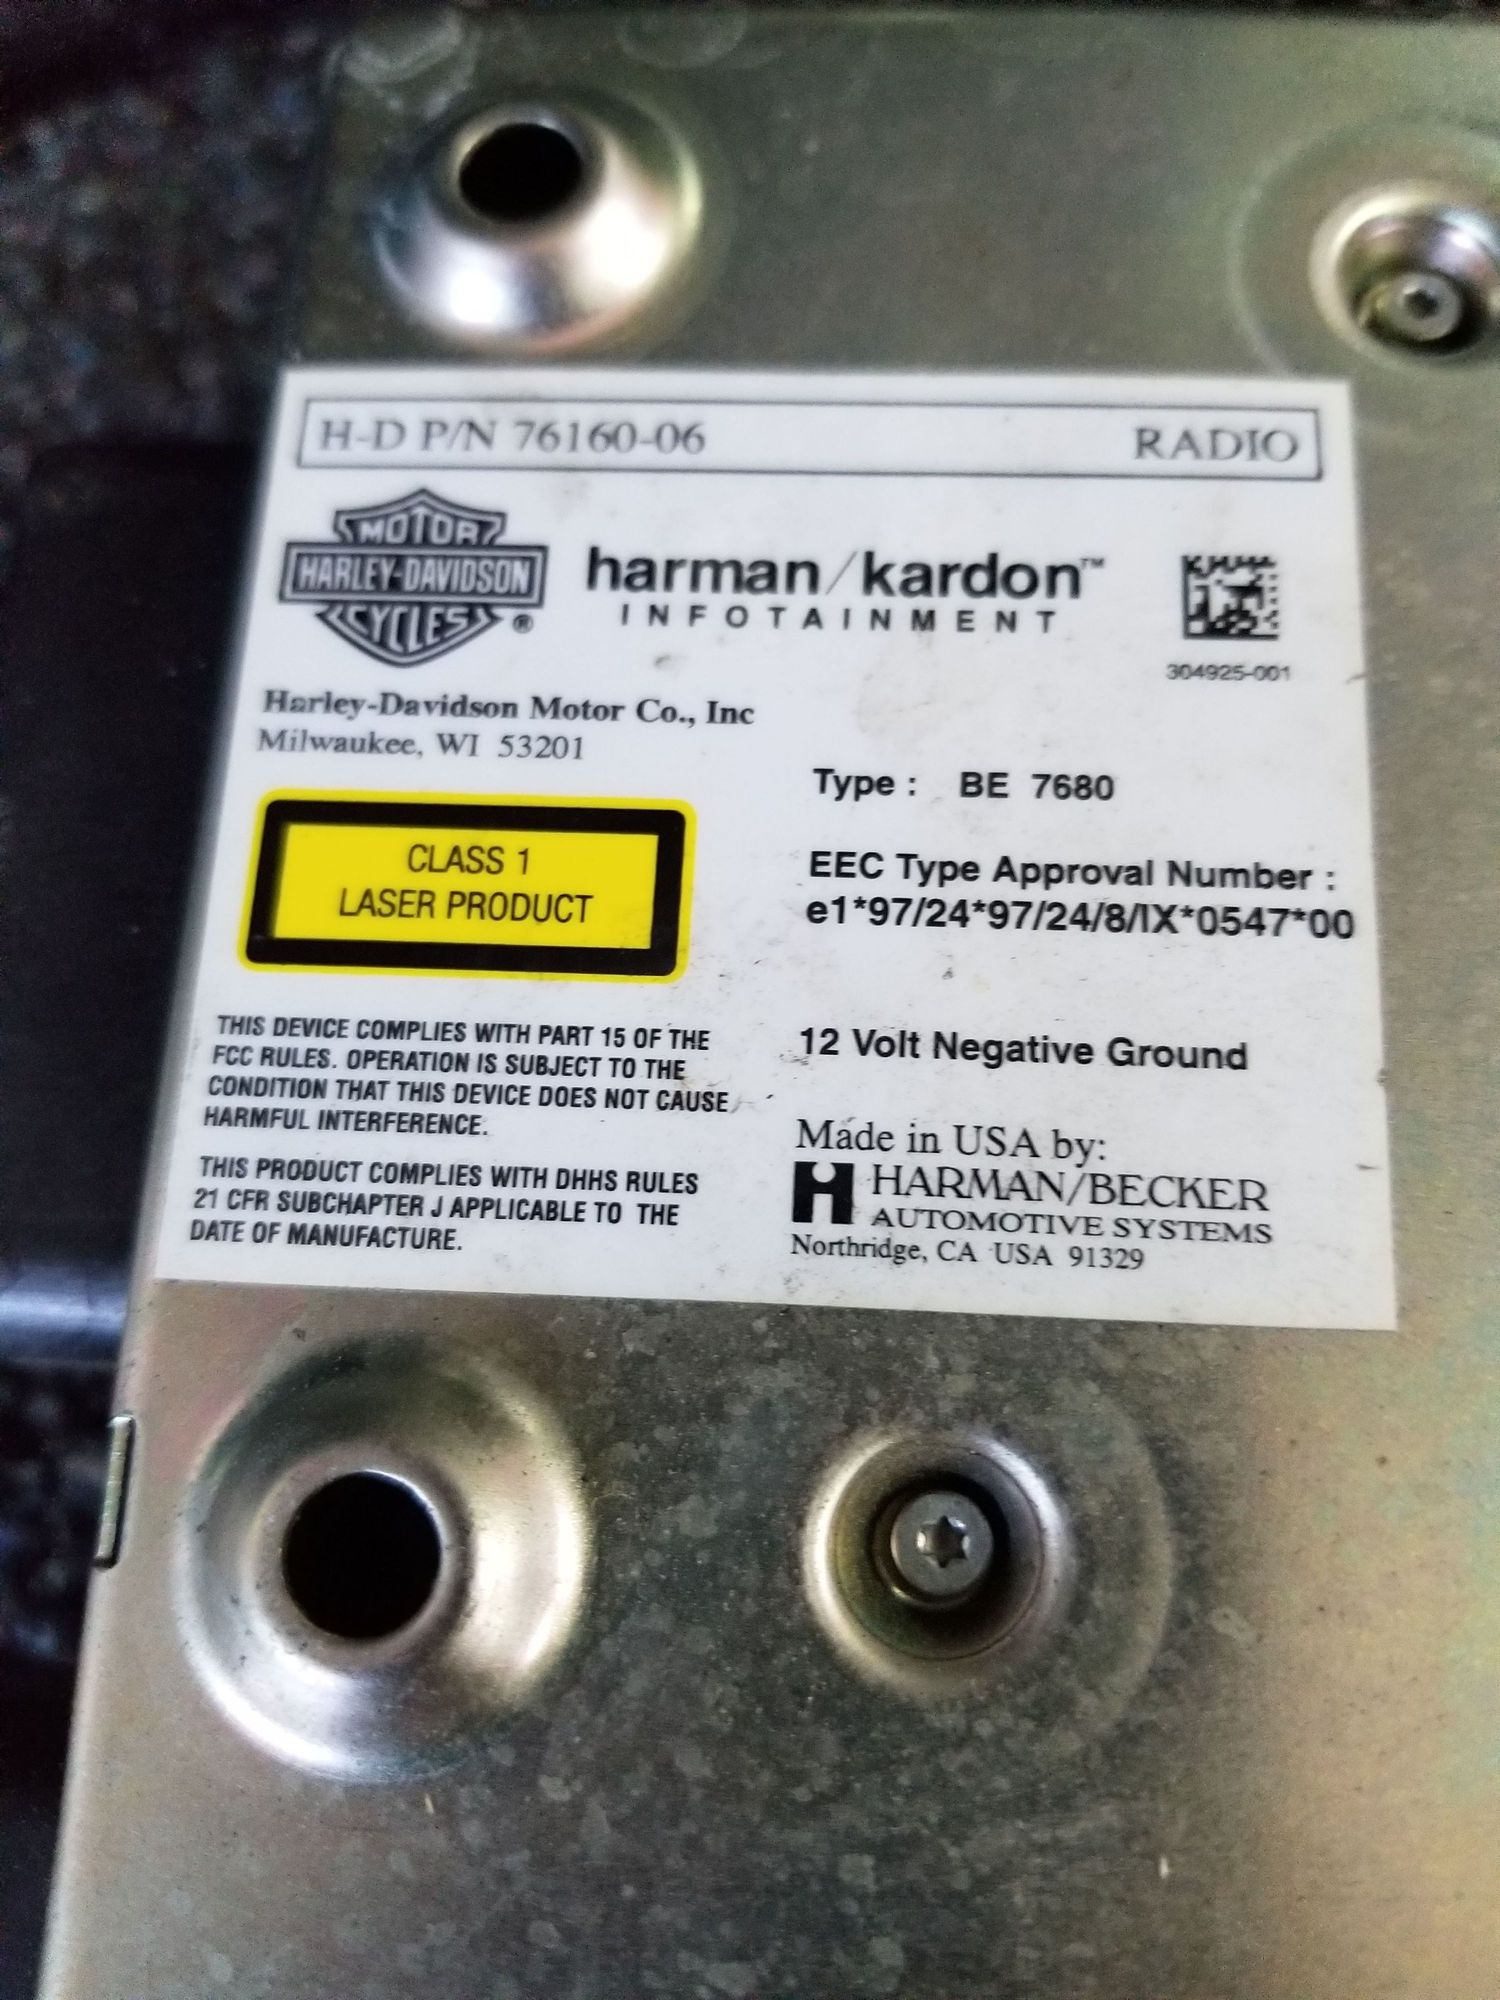 H-D P/N 76160-06 RADIO
MOTOR
HARLEY-DAVIDSON
CYCLES®
harman/kardon™
INFOTAINMENT
304925-001
Harley-Davidson Motor Co., Inc
Milwaukee, WI 53201
Type : BE 7680
CLASS 1
LASER PRODUCT
EEC Type Approval Number :
e1*97/24*97/24/8/IX*0547*00
THIS DEVICE COMPLIES WITH PART 15 OF THE
FCC RULES. OPERATION IS SUBJECT TO THE
CONDITION THAT THIS DEVICE DOES NOT CAUSE
HARMFUL INTERFERENCE.
THIS PRODUCT COMPLIES WITH DHHS RULES
21 CFR SUBCHAPTER J APPLICABLE TO THE
DATE OF MANUFACTURE.
12 Volt Negative Ground
Made in USA by:
HARMAN/BECKER
AUTOMOTIVE SYSTEMS
Northridge, CA USA 91329